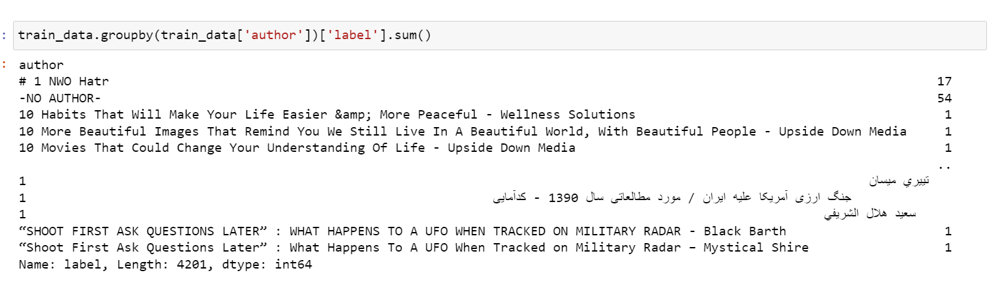 : train_data.groupby(train_data['author'])['label'].sum()
: author
# 1 NWO Hatr 17
-NO AUTHOR- 54
10 Habits That Will Make Your Life Easier &amp; More Peaceful - Wellness Solutions 1
10 More Beautiful Images That Remind You We Still Live In A Beautiful World, With Beautiful People - Upside Down Media 1
10 Movies That Could Change Your Understanding Of Life - Upside Down Media 1
..
تييري ميسان 1
جنگ ارزی آمریکا علیه ایران / مورد مطالعاتی سال 1390 - کدآمایی 1
سعيد هلال الشريفي 1
“SHOOT FIRST ASK QUESTIONS LATER” : WHAT HAPPENS TO A UFO WHEN TRACKED ON MILITARY RADAR - Black Barth 1
“Shoot First Ask Questions Later” : What Happens To A UFO When Tracked on Military Radar – Mystical Shire 1
Name: label, Length: 4201, dtype: int64